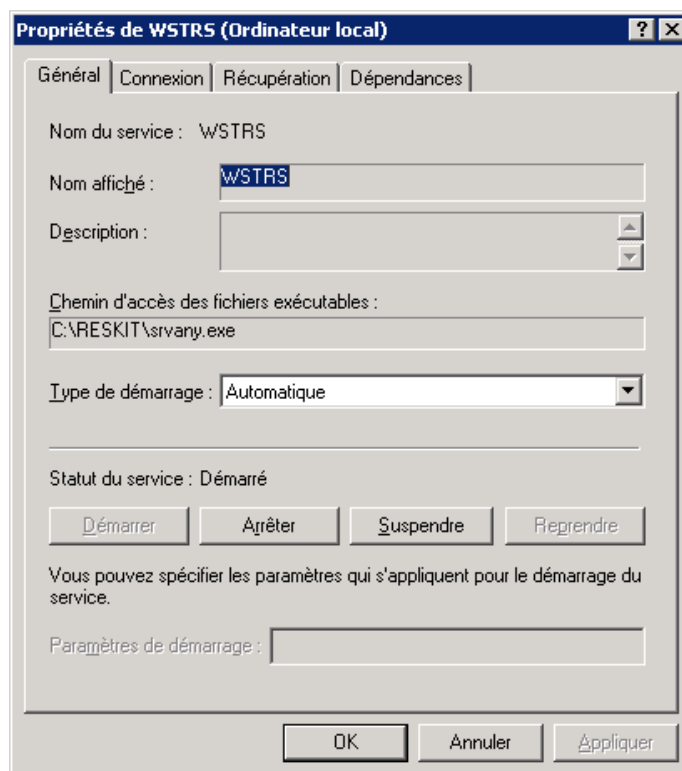 Propriétés de WSTRS (Ordinateur local)
Général Connexion Récupération Dépendances
Nom du service : WSTRS
Nom affiché : WSTRS
Description :
Chemin d'accès des fichiers exécutables :
C:\RESKIT\srvany.exe
Type de démarrage : Automatique
Statut du service : Démarré
Démarrer Arrêter Suspendre Reprendre
Vous pouvez spécifier les paramètres qui s'appliquent pour le démarrage du
service.
Paramètres de démarrage :
OK Annuler Appliquer